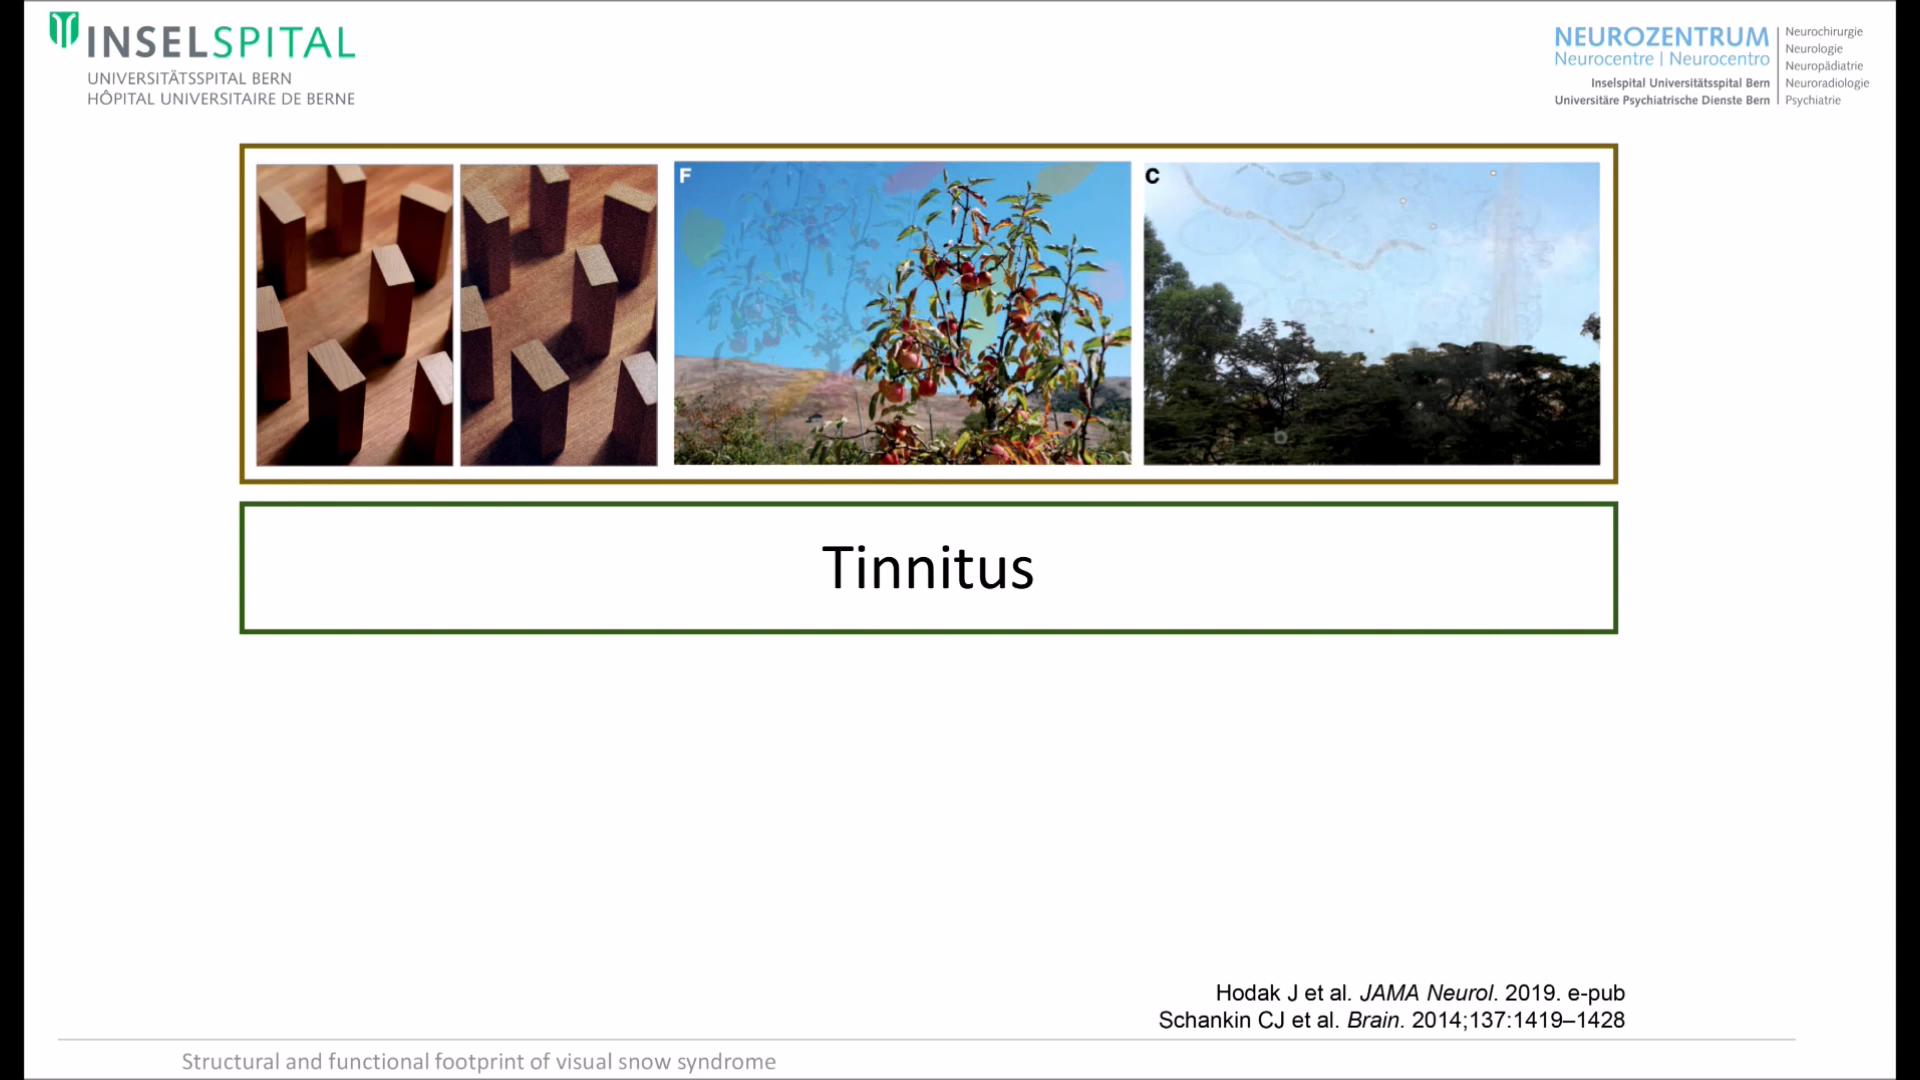 INSELSPITAL
UNIVERSITÄTSSPITAL BERN
HÔPITAL UNIVERSITAIRE DE BERNE
NEUROZENTRUM
Neurocentre | Neurocentro
Inselspital Universitätsspital Bern
Universitäre Psychiatrische Dienste Bern
Neurochirurgie
Neurologie
Neuropädiatrie
Neuroradiologie
Psychiatrie
F
C
Tinnitus
Hodak J et al. JAMA Neurol. 2019. e-pub
Schankin CJ et al. Brain. 2014;137:1419–1428
Structural and functional footprint of visual snow syndrome